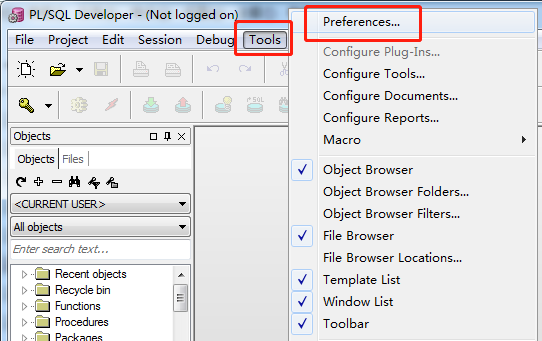 PL/SQL Developer - (Not logged on)
File Project Edit Session Debug Tools
Preferences...
Configure Plug-Ins...
Configure Tools...
Configure Documents...
Configure Reports...
Macro
Object Browser
Object Browser Folders...
Object Browser Filters...
File Browser
File Browser Locations...
Template List
Window List
Toolbar
Objects
Objects Files
<CURRENT USER>
All objects
Enter search text...
Recent objects
Recycle bin
Functions
Procedures
Packages